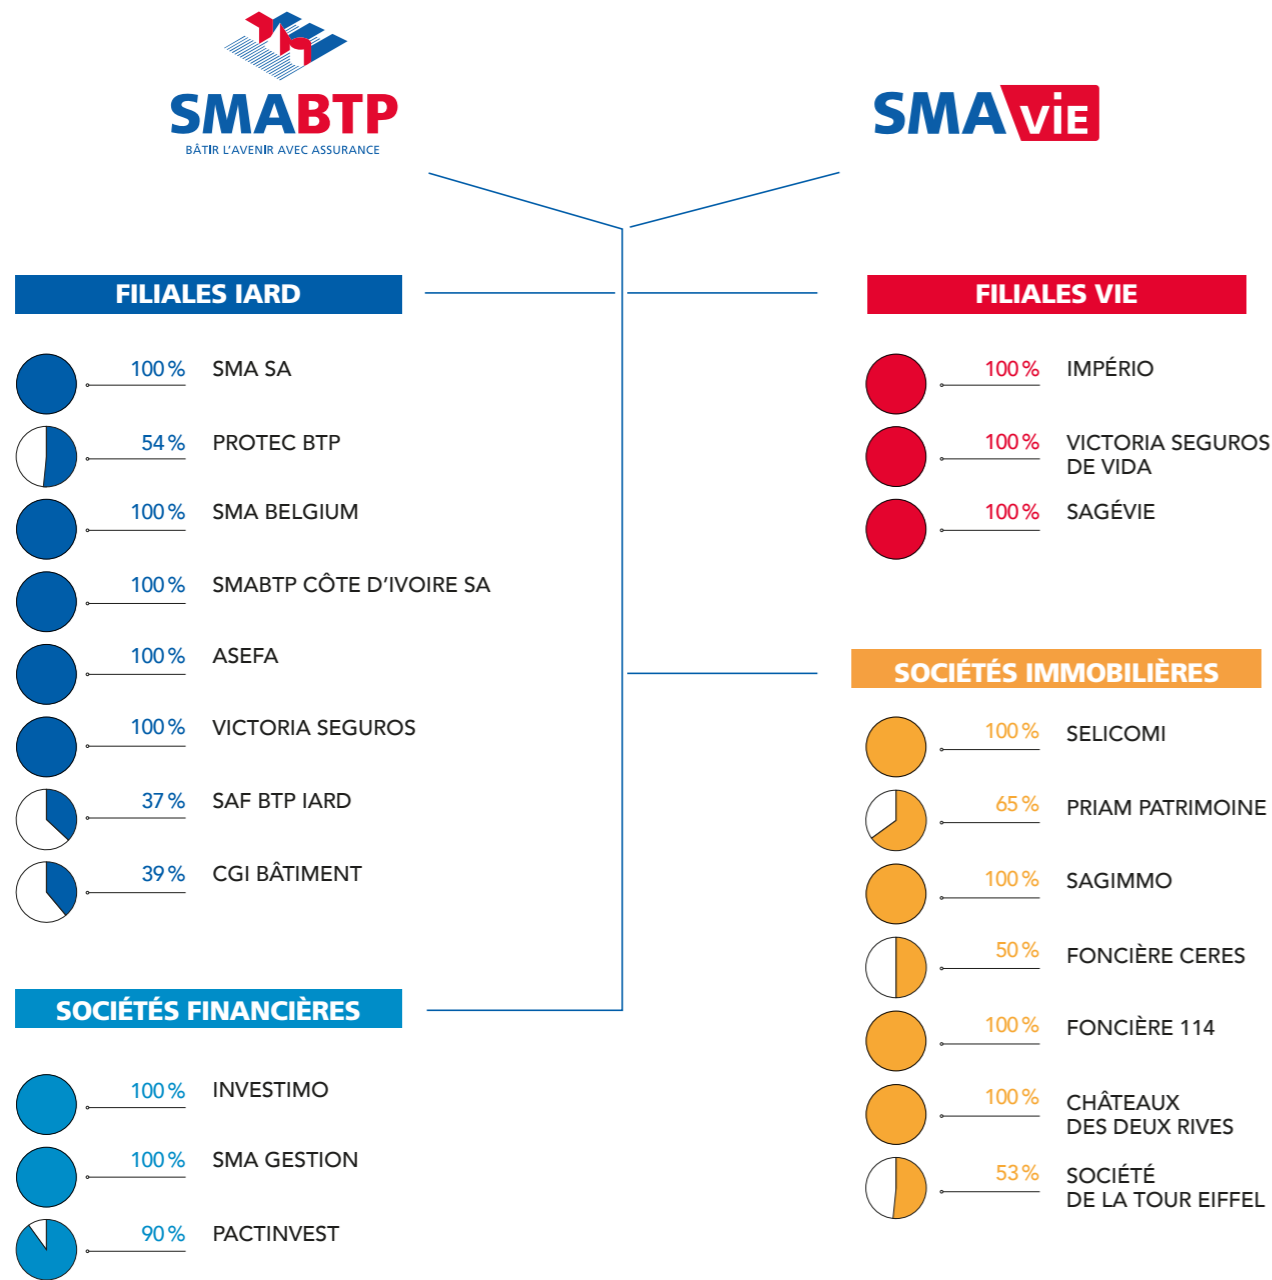 SMABTP
BÂTIR L'AVENIR AVEC ASSURANCE
SMAViE
FILIALES IARD
100 % SMA SA
54 % PROTEC BTP
100 % SMA BELGIUM
100 % SMABTP CÔTE D'IVOIRE SA
100 % ASEFA
100 % VICTORIA SEGUROS
37 % SAF BTP IARD
39 % CGI BÂTIMENT
SOCIÉTÉS FINANCIÈRES
100 % INVESTIMO
100 % SMA GESTION
90 % PACTINVEST
FILIALES VIE
100 % IMPÉRIO
100 % VICTORIA SEGUROS
DE VIDA
100 % SAGÉVIE
SOCIÉTÉS IMMOBILIÈRES
100 % SELICOMI
65 % PRIAM PATRIMOINE
100 % SAGIMMO
50 % FONCIÈRE CERES
100 % FONCIÈRE 114
100 % CHÂTEAUX
DES DEUX RIVES
53 % SOCIÉTÉ
DE LA TOUR EIFFEL